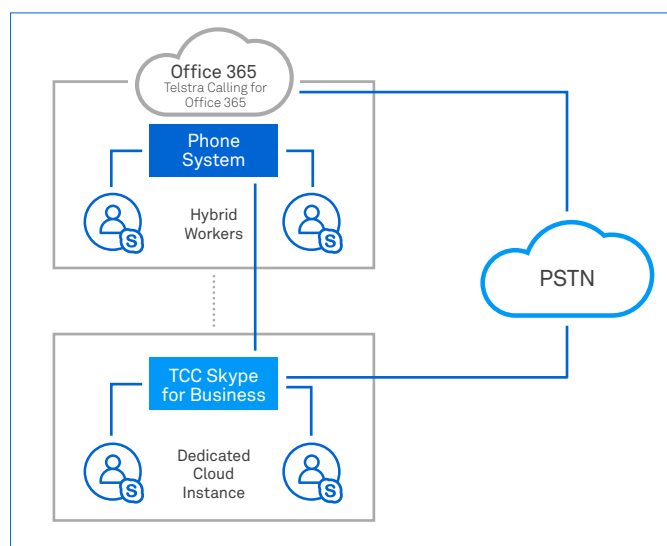 Office 365
Telstra Calling for
Office 365
Phone
System
S
S
Hybrid
Workers
PSTN
TCC Skype
for Business
S
S
Dedicated
Cloud
Instance